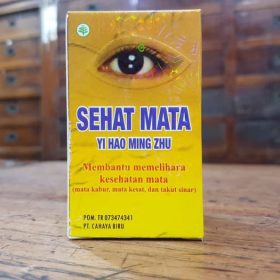 SEHAT MATA
YI HAO MING ZHU
Membantu memelihara
kesehatan mata
(mata kabur, mata kesat, dan takut sinar)
POM. TR 073474341
PT. CAHAYA BIRU